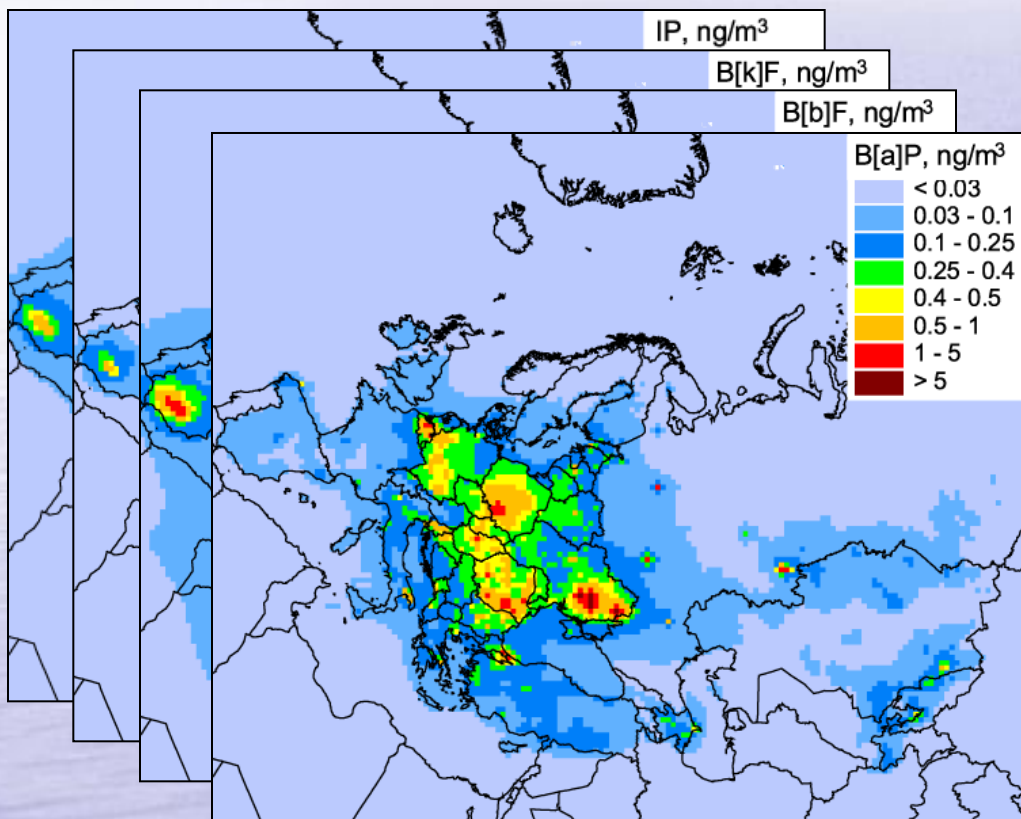 IP, ng/m³
B[k]F, ng/m³
B[b]F, ng/m³
B[a]P, ng/m³
< 0.03
0.03 - 0.1
0.1 - 0.25
0.25 - 0.4
0.4 - 0.5
0.5 - 1
1 - 5
> 5